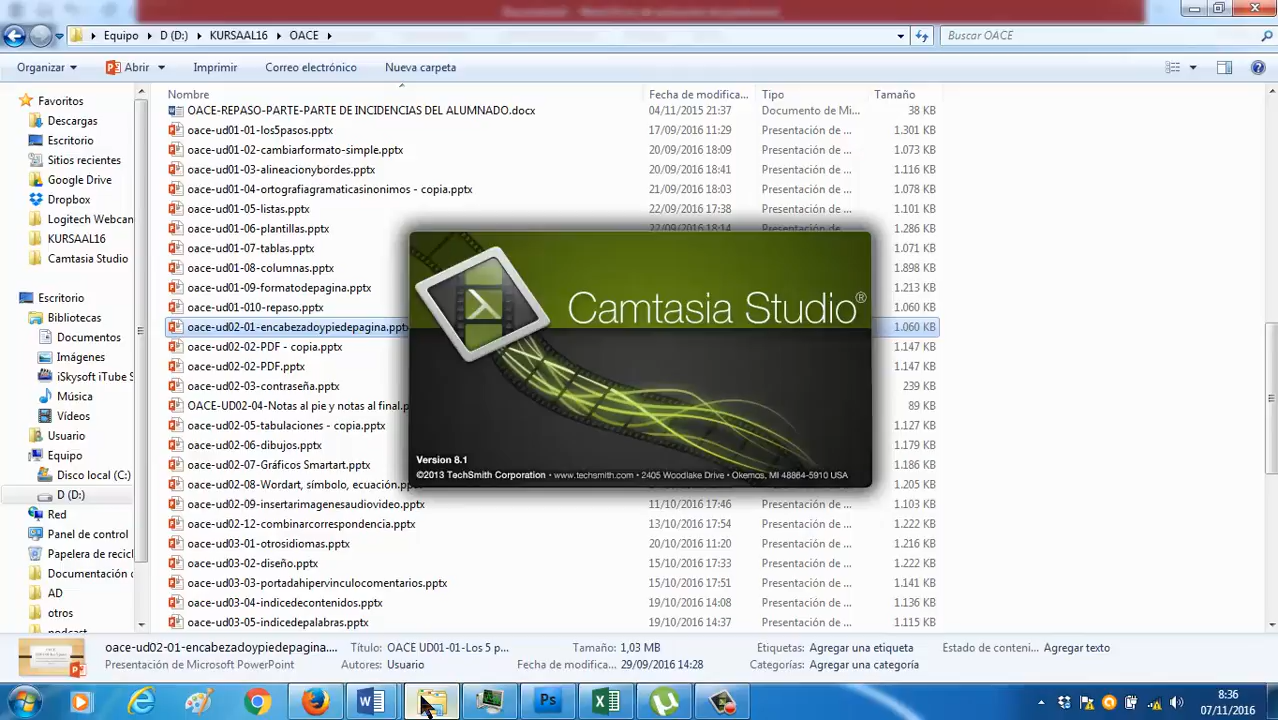 Equipo ▸ D (D:) ▸ KURSAAL16 ▸ OACE ▸
Buscar OACE
Organizar Abrir Imprimir Correo electrónico Nueva carpeta
Nombre Fecha de modifica... Tipo Tamaño
Favoritos
Descargas
Escritorio
Sitios recientes
Google Drive
Dropbox
Logitech Webcan
KURSAAL16
Camtasia Studio
Escritorio
Bibliotecas
Documentos
Imágenes
iSkysoft iTube S
Música
Vídeos
Usuario
Equipo
Disco local (C:)
D (D:)
Red
Panel de control
Papelera de recicl
Documentación d
AD
otros
podcast
OACE-REPASO-PARTE-PARTE DE INCIDENCIAS DEL ALUMNADO.docx 04/11/2015 21:37 Documento de Mi... 38 KB
oace-ud01-01-los5pasos.pptx 17/09/2016 11:29 Presentación de ... 1.301 KB
oace-ud01-02-cambiarformato-simple.pptx 20/09/2016 18:09 Presentación de ... 1.073 KB
oace-ud01-03-alineacionybordes.pptx 20/09/2016 18:41 Presentación de ... 1.116 KB
oace-ud01-04-ortografiagramaticasinonimos - copia.pptx 21/09/2016 18:03 Presentación de ... 1.078 KB
oace-ud01-05-listas.pptx 22/09/2016 17:38 Presentación de ... 1.101 KB
oace-ud01-06-plantillas.pptx 22/09/2016 18:14 Presentación de ... 1.086 KB
oace-ud01-07-tablas.pptx 1.071 KB
oace-ud01-08-columnas.pptx 1.898 KB
oace-ud01-09-formatodepagina.pptx 1.213 KB
oace-ud01-010-repaso.pptx 1.060 KB
oace-ud02-01-encabezadoypiedepagina.pptx 1.060 KB
oace-ud02-02-PDF - copia.pptx 1.147 KB
oace-ud02-02-PDF.pptx 1.147 KB
oace-ud02-03-contraseña.pptx 239 KB
OACE-UD02-04-Notas al pie y notas al final.p 89 KB
oace-ud02-05-tabulaciones - copia.pptx 1.127 KB
oace-ud02-06-dibujos.pptx 1.179 KB
oace-ud02-07-Gráficos Smartart.pptx 1.186 KB
oace-ud02-08-Wordart, símbolo, ecuación. 1.205 KB
oace-ud02-09-insertarimagenesaudiovideo.pptx 11/10/2016 17:46 Presentación de ... 1.103 KB
oace-ud02-12-combinarcorrespondencia.pptx 13/10/2016 17:54 Presentación de ... 1.222 KB
oace-ud03-01-otrosidiomas.pptx 20/10/2016 11:20 Presentación de ... 1.216 KB
oace-ud03-02-diseño.pptx 15/10/2016 17:33 Presentación de ... 1.222 KB
oace-ud03-03-portadahipervinculocomentarios.pptx 15/10/2016 17:51 Presentación de ... 1.141 KB
oace-ud03-04-indicedecontenidos.pptx 19/10/2016 14:08 Presentación de ... 1.136 KB
oace-ud03-05-indicedepalabras.pptx 19/10/2016 14:37 Presentación de ... 1.115 KB
Camtasia Studio®
Version 8.1
©2013 TechSmith Corporation • www.techsmith.com • 2405 Woodlake Drive • Okemos, MI 48864-5910 USA
oace-ud02-01-encabezadoypiedepagina.... Título: OACE UD01-01-Los 5 p... Tamaño: 1,03 MB Etiquetas: Agregar una etiqueta Estado de conteni... Agregar texto
Presentación de Microsoft PowerPoint Autores: Usuario Fecha de modifica... 29/09/2016 14:28 Categorías: Agregar una categoría
8:36
07/11/2016